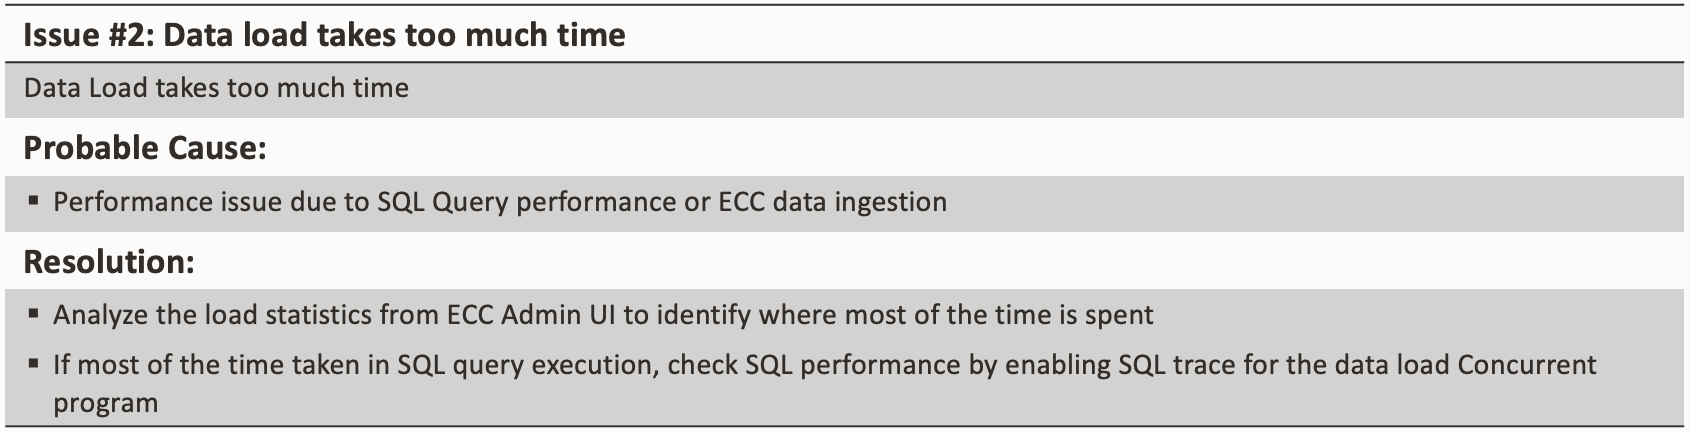 Issue #2: Data load takes too much time
Data Load takes too much time
Probable Cause:
▪ Performance issue due to SQL Query performance or ECC data ingestion
Resolution:
▪ Analyze the load statistics from ECC Admin UI to identify where most of the time is spent
▪ If most of the time taken in SQL query execution, check SQL performance by enabling SQL trace for the data load Concurrent
program